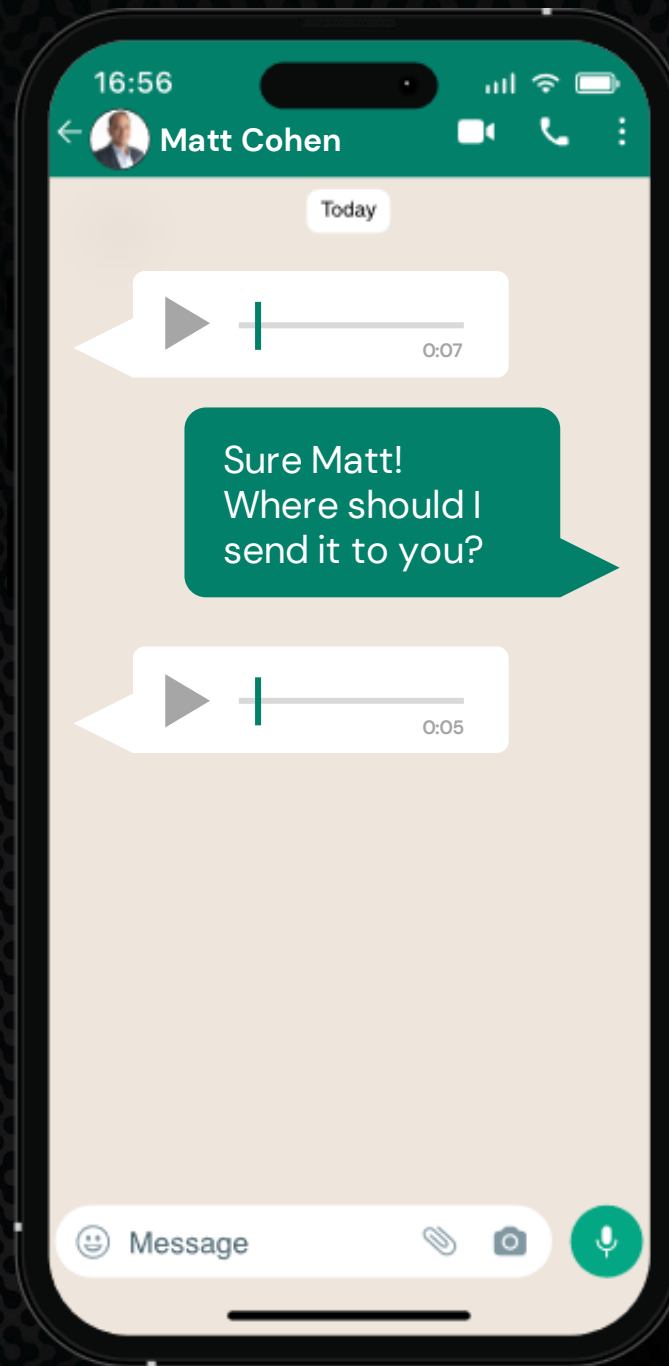 16:56
Matt Cohen
Today
0:07
Sure Matt!
Where should I
send it to you?
0:05
Message